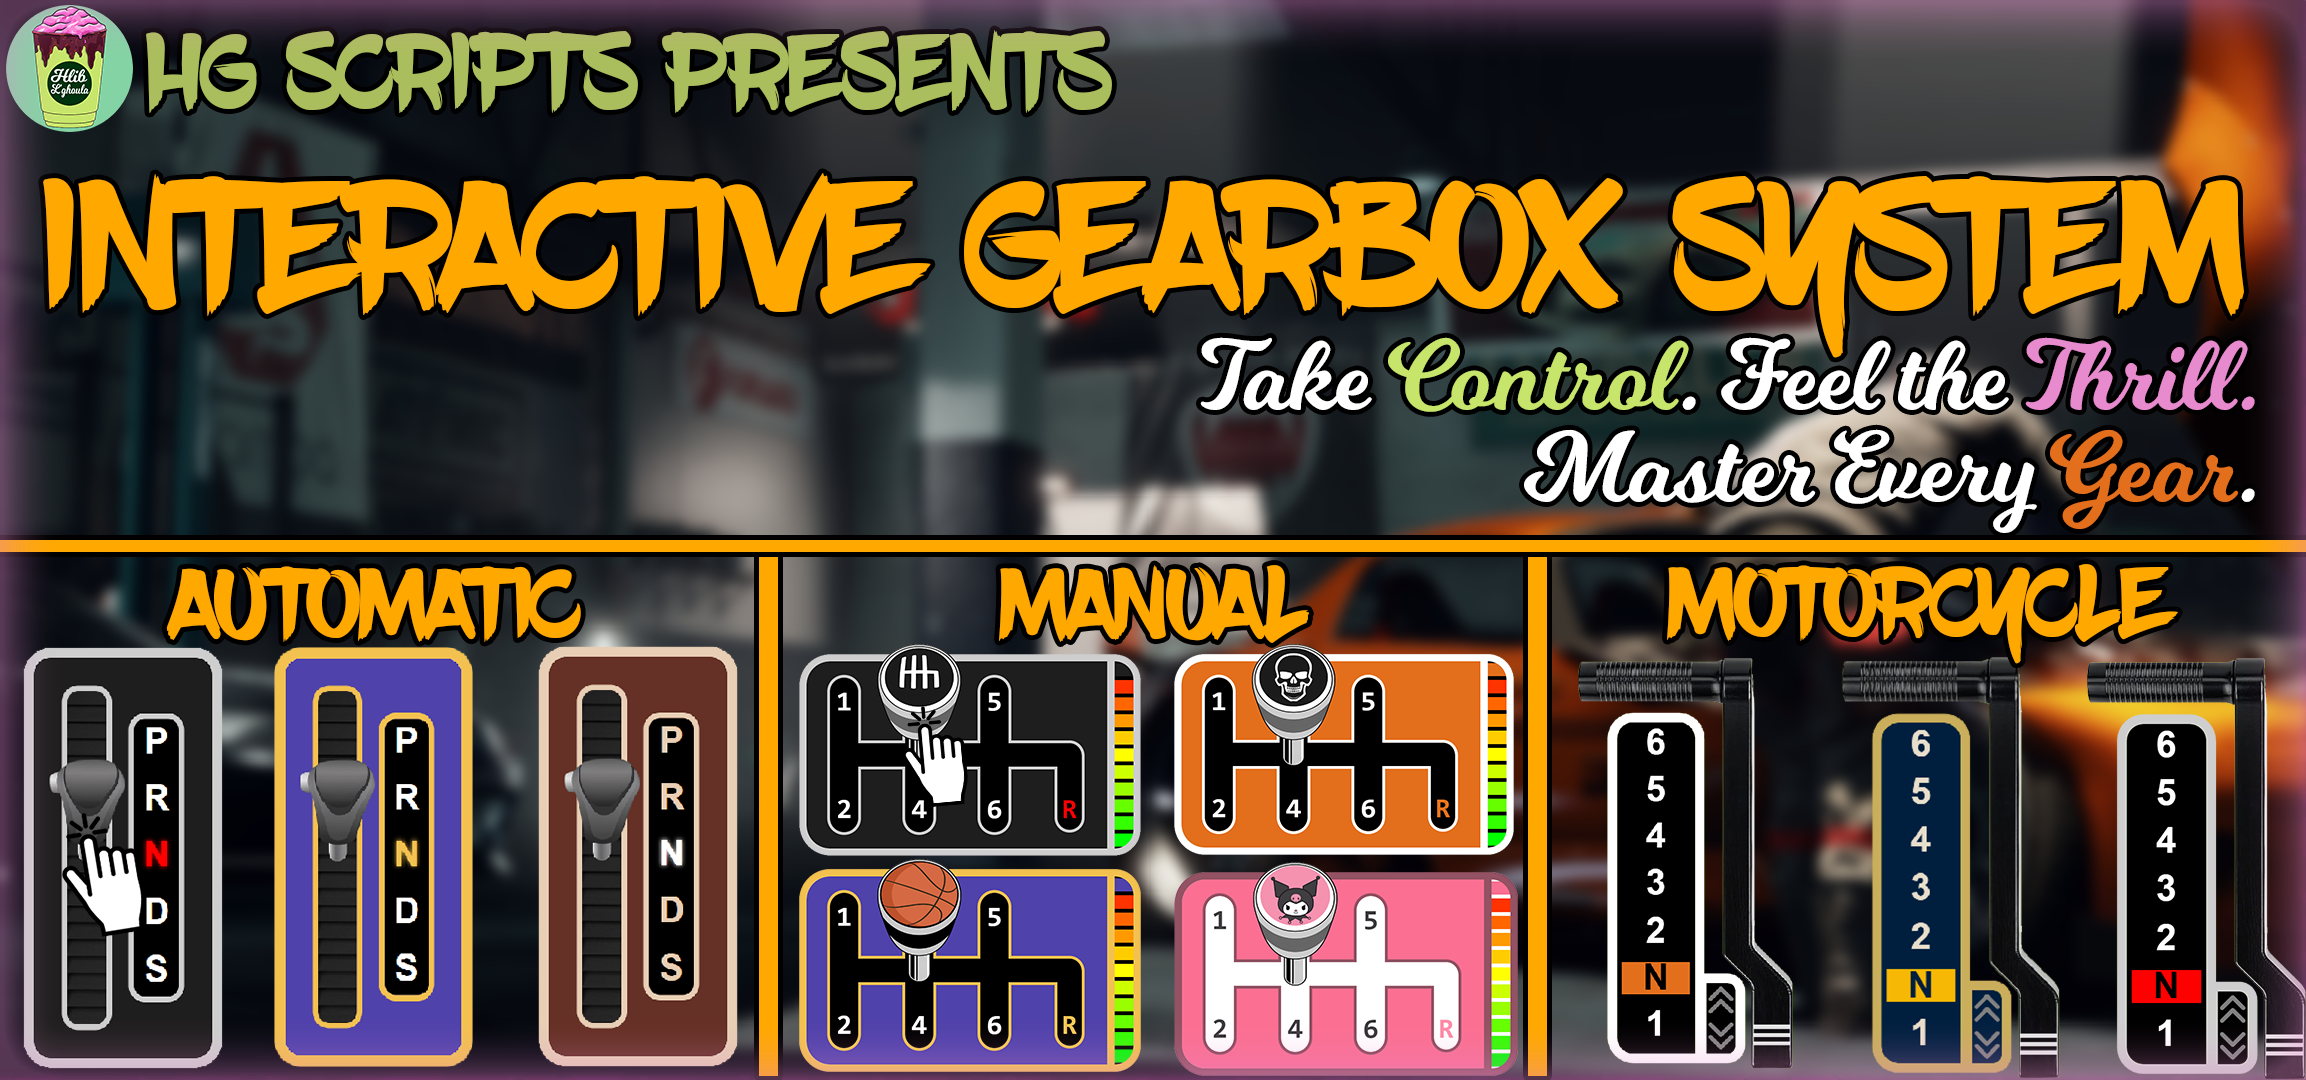 Hlib
Lghoula
HG SCRIPTS PRESENTS
INTERACTIVE GEARBOX SYSTEM
Take Control. Feel the Thrill.
Master Every Gear.
AUTOMATIC
P
R
N
D
S
P
R
N
D
S
P
R
N
D
S
MANUAL
1 5
2 4 6 R
1 5
2 4 6 R
1 5
2 4 6 R
1 5
2 4 6 R
MOTORCYCLE
6
5
4
3
2
N
1
6
5
4
3
2
N
1
6
5
4
3
2
N
1